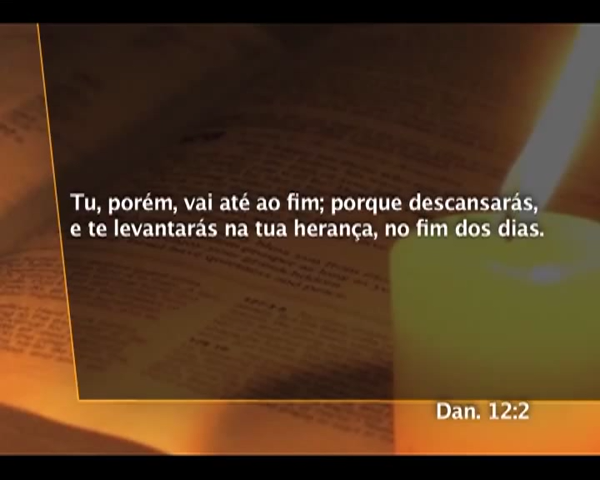 Tu, porém, vai até ao fim; porque descansarás,
e te levantarás na tua herança, no fim dos dias.
Dan. 12:2